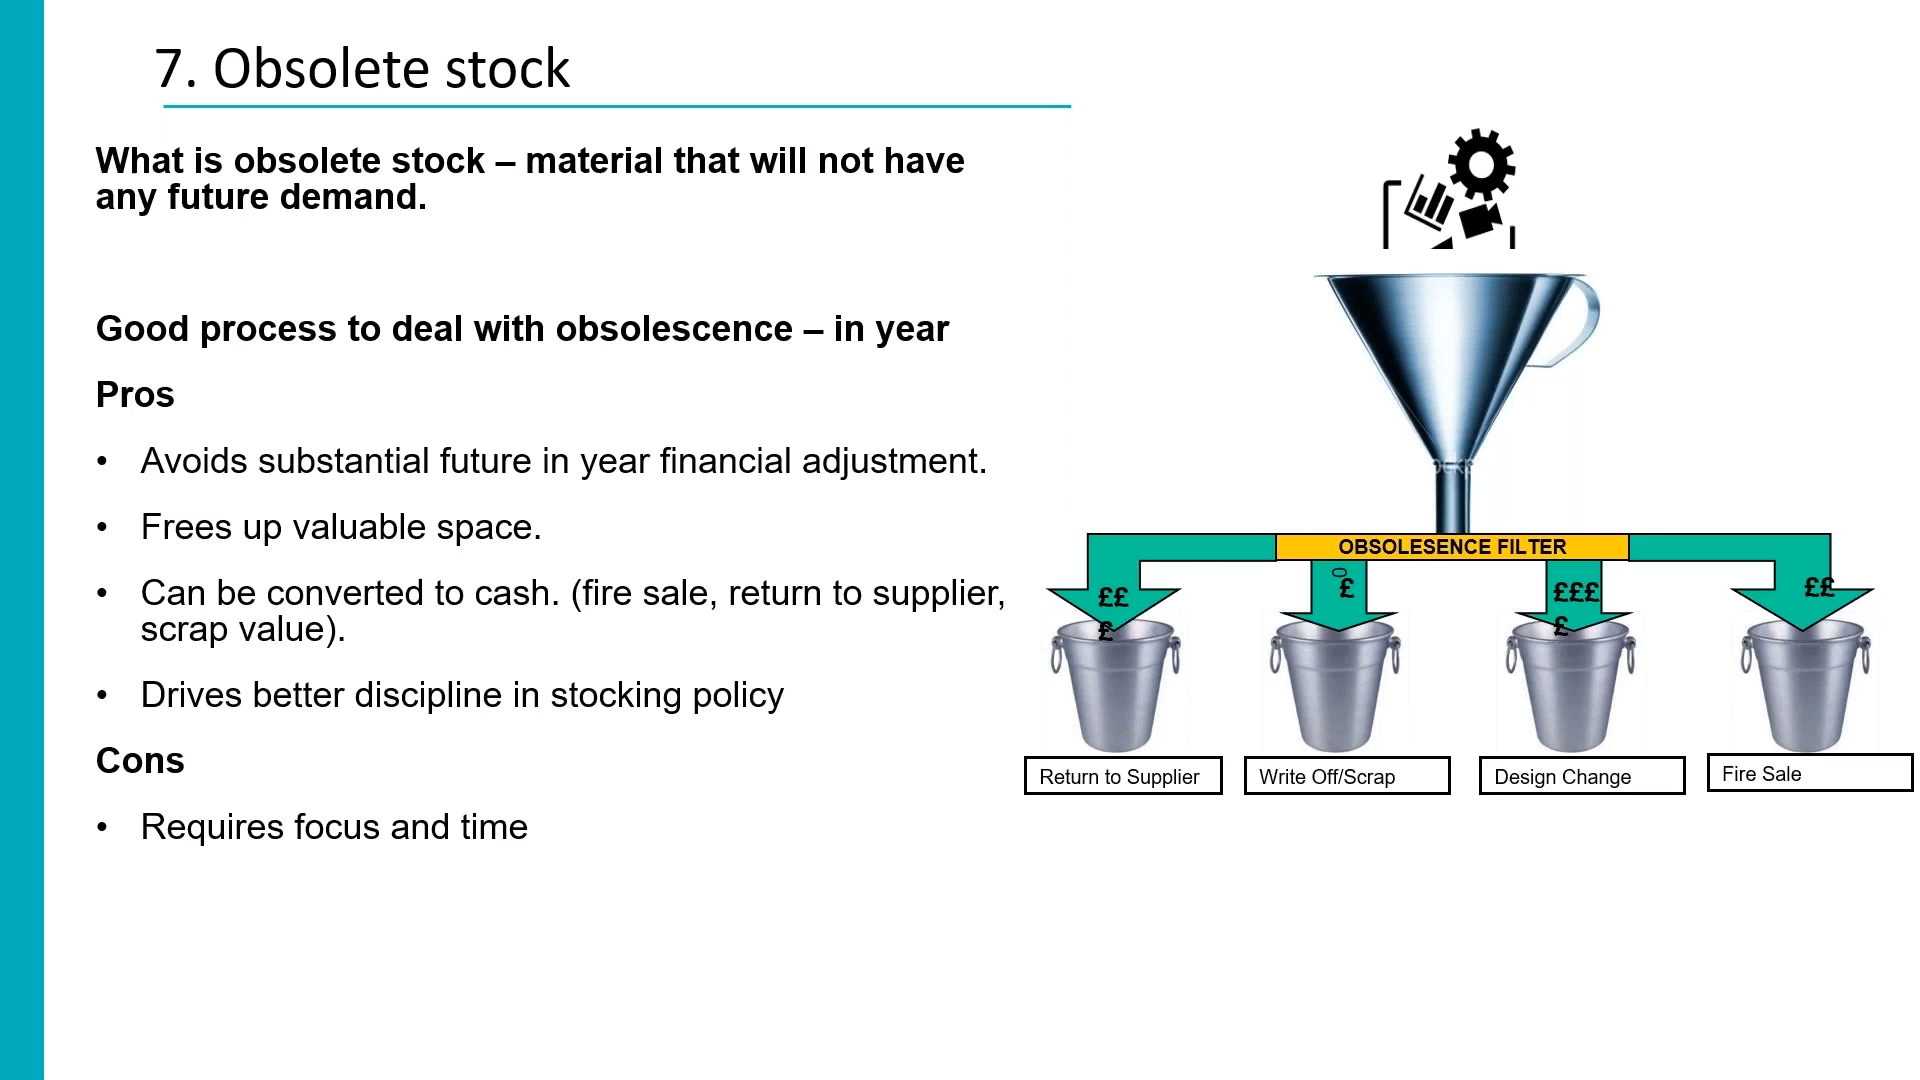 7. Obsolete stock
What is obsolete stock – material that will not have
any future demand.
Good process to deal with obsolescence – in year
Pros
• Avoids substantial future in year financial adjustment.
• Frees up valuable space.
• Can be converted to cash. (fire sale, return to supplier,
scrap value).
• Drives better discipline in stocking policy
Cons
• Requires focus and time
OBSOLESENCE FILTER
££
£
0
£
£££
£
££
Return to Supplier
Write Off/Scrap
Design Change
Fire Sale